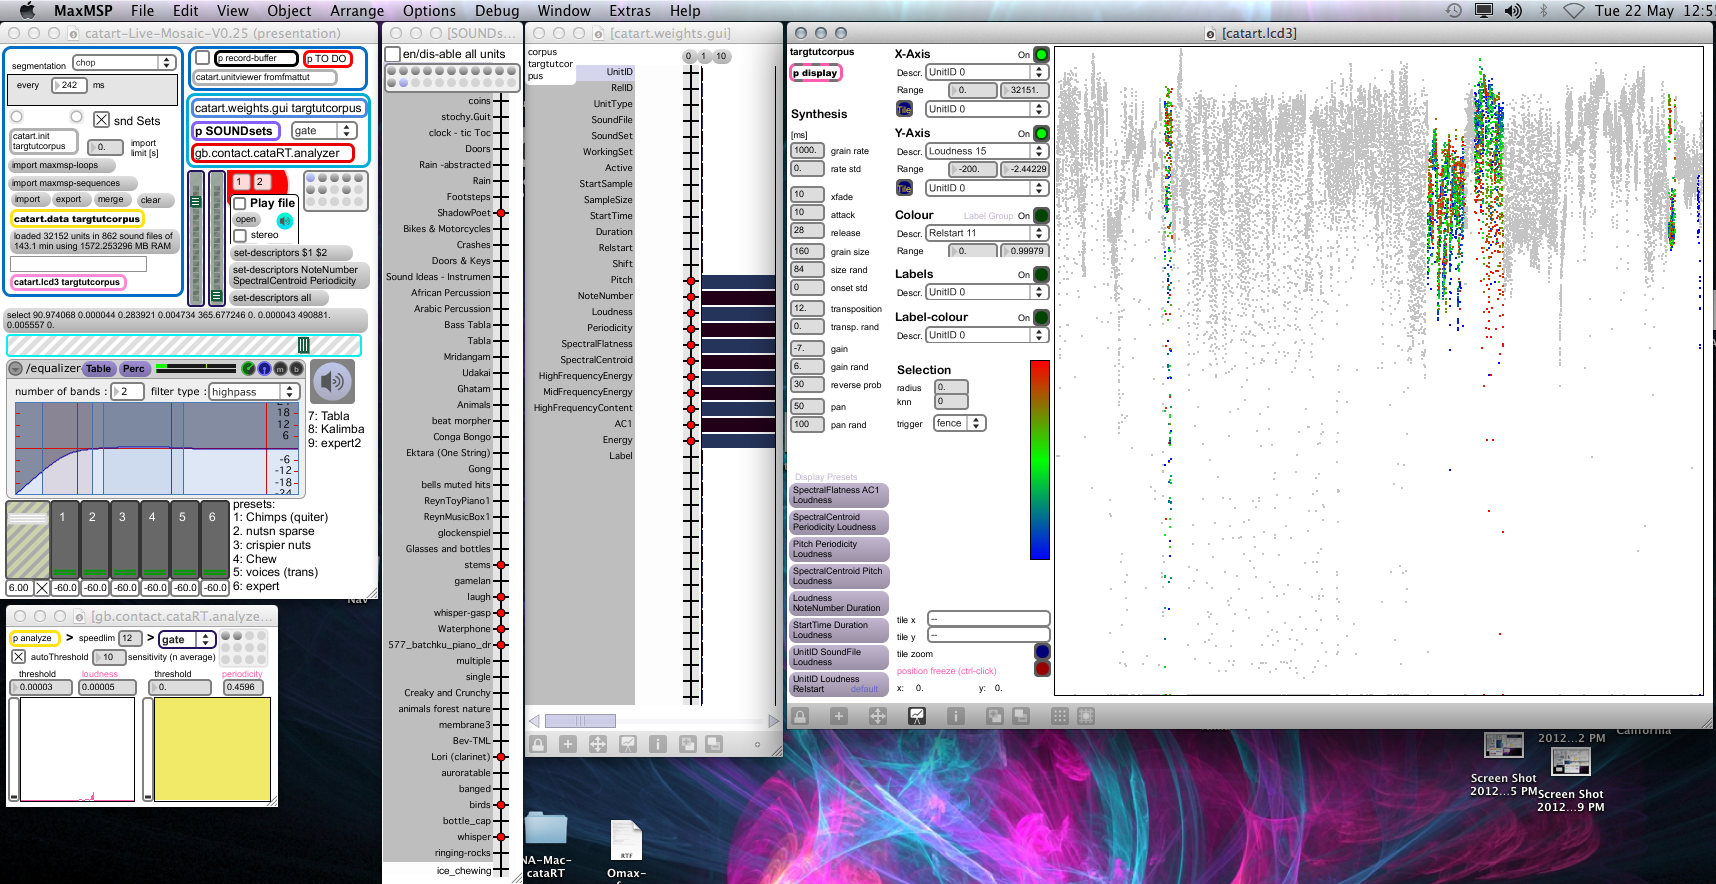 MaxMSP File Edit View Object Arrange Options Debug Window Extras Help
Tue 22 May 12:5
catart-Live-Mosaic-V0.25 (presentation)
segmentation chop
every 242 ms
snd Sets
catart.init
targtutcorpus
0. import
limit [s]
import maxmsp-loops
import maxmsp-sequences
import export merge clear
catart.data targtutcorpus
loaded 32152 units in 862 sound files of
143.1 min using 1572.253296 MB RAM
catart.lcd3 targtutcorpus
p record-buffer p TO DO
catart.unitviewer fromfmattut
catart.weights.gui targtutcorpus
p SOUNDsets gate
gb.contact.cataRT.analyzer
1 2
Play file
open
stereo
set-descriptors $1 $2
set-descriptors NoteNumber
SpectralCentroid Periodicity
set-descriptors all
select 90.974068 0.000044 0.283921 0.004734 365.677246 0. 0.000043 490881.
0.005557 0.
/equalizer Table Perc m b
number of bands : 2 filter type : highpass
18
12
6
-6
-12
-18
-24
7: Tabla
8: Kalimba
9: expert2
1 2 3 4 5 6
6.00 -60.0 -60.0 -60.0 -60.0 -60.0 -60.0
presets:
1: Chimps (quiter)
2. nutsn sparse
3: crispier nuts
4: Chew
5: voices (trans)
6: expert
[gb.contact.cataRT.analyze...
p analyze > speedlim 12 > gate
autoThreshold 10 sensitivity (n average)
threshold loudness threshold periodicity
0.00003 0.00005 0. 0.4596
[SOUNDs...
en/dis-able all units
coins
stochy.Guit
clock - tic Toc
Doors
Rain -abstracted
Rain
Footsteps
ShadowPoet
Bikes & Motorcycles
Crashes
Doors & Keys
Sound Ideas - Instrumen
African Percussion
Arabic Percussion
Bass Tabla
Tabla
Mridangam
Udakai
Ghatam
Animals
beat morpher
Conga Bongo
Ektara (One String)
Gong
bells muted hits
ReynToyPiano1
ReynMusicBox1
glockenspiel
Glasses and bottles
stems
gamelan
laugh
whisper-gasp
Waterphone
577_batchku_piano_dr
multiple
single
Creaky and Crunchy
animals forest nature
membrane3
Bev-TML
Lori (clarinet)
auroratable
banged
birds
bottle_cap
whisper
ringing-rocks
ice_chewing
[catart.weights.gui]
corpus
targtutcor
pus
0 1 10
UnitID
RelID
UnitType
SoundFile
SoundSet
WorkingSet
Active
StartSample
SampleSize
StartTime
Duration
Relstart
Shift
Pitch
NoteNumber
Loudness
Periodicity
SpectralFlatness
SpectralCentroid
HighFrequencyEnergy
MidFrequencyEnergy
HighFrequencyContent
AC1
Energy
Label
[catart.lcd3]
targtutcorpus
p display
Synthesis
[ms]
1000. grain rate
0. rate std
10 xfade
10 attack
28 release
160 grain size
84 size rand
0 onset std
12. transposition
0. transp. rand
-7. gain
6. gain rand
30 reverse prob
50 pan
100 pan rand
Display Presets
SpectralFlatness AC1
Loudness
SpectralCentroid
Periodicity Loudness
Pitch Periodicity
Loudness
SpectralCentroid Pitch
Loudness
Loudness
NoteNumber Duration
StartTime Duration
Loudness
UnitID SoundFile
Loudness
UnitID Loudness
Relstart default
X-Axis On
Descr. UnitID 0
Range 0. 32151.
Tile UnitID 0
Y-Axis On
Descr. Loudness 15
Range -200. -2.44229
Tile UnitID 0
Colour Label Group On
Descr. Relstart 11
Range 0. 0.99979
Labels On
Descr. UnitID 0
Label-colour On
Descr. UnitID 0
Selection
radius 0.
knn 0
trigger fence
tile x --
tile y --
tile zoom
position freeze (ctrl-click)
x: 0. y: 0.
Nav
NA-Mac-
cataRT
RTF
Omax-
2012...2 PM
California
Screen Shot
2012...5 PM
Screen Shot
2012...9 PM